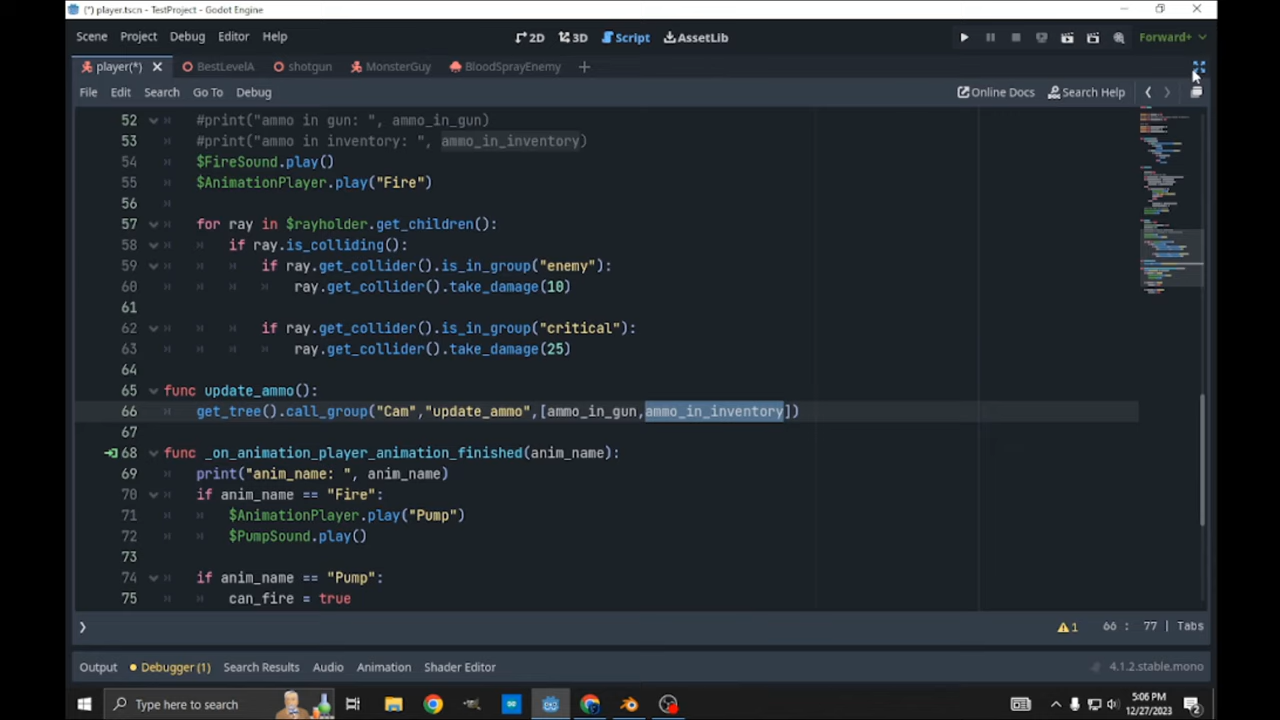 (*) player.tscn - TestProject - Godot Engine
Scene Project Debug Editor Help
2D 3D Script AssetLib
Forward+
player(*) BestLevelA shotgun MonsterGuy BloodSprayEnemy
File Edit Search Go To Debug
Online Docs Search Help
52 #print("ammo in gun: ", ammo_in_gun)
53 #print("ammo in inventory: ", ammo_in_inventory)
54 $FireSound.play()
55 $AnimationPlayer.play("Fire")
56
57 for ray in $rayholder.get_children():
58 if ray.is_colliding():
59 if ray.get_collider().is_in_group("enemy"):
60 ray.get_collider().take_damage(10)
61
62 if ray.get_collider().is_in_group("critical"):
63 ray.get_collider().take_damage(25)
64
65 func update_ammo():
66 get_tree().call_group("Cam","update_ammo",[ammo_in_gun,ammo_in_inventory])
67
68 func _on_animation_player_animation_finished(anim_name):
69 print("anim_name: ", anim_name)
70 if anim_name == "Fire":
71 $AnimationPlayer.play("Pump")
72 $PumpSound.play()
73
74 if anim_name == "Pump":
75 can_fire = true
1 66 : 77 | Tabs
Output Debugger (1) Search Results Audio Animation Shader Editor
4.1.2.stable.mono
Type here to search
5:06 PM
12/27/2023
2